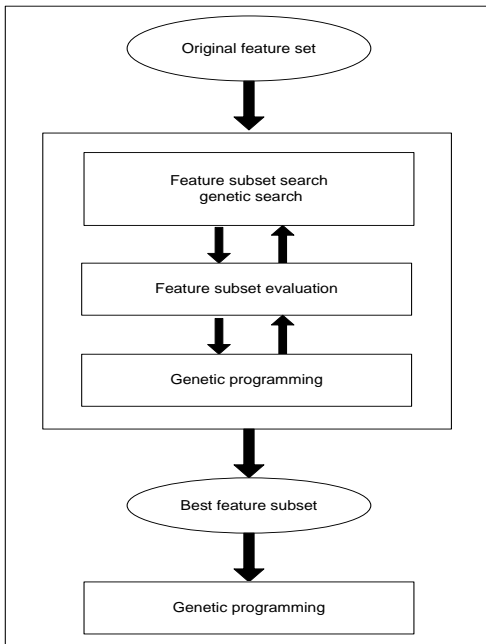 Original feature set
Feature subset search
genetic search
Feature subset evaluation
Genetic programming
Best feature subset
Genetic programming